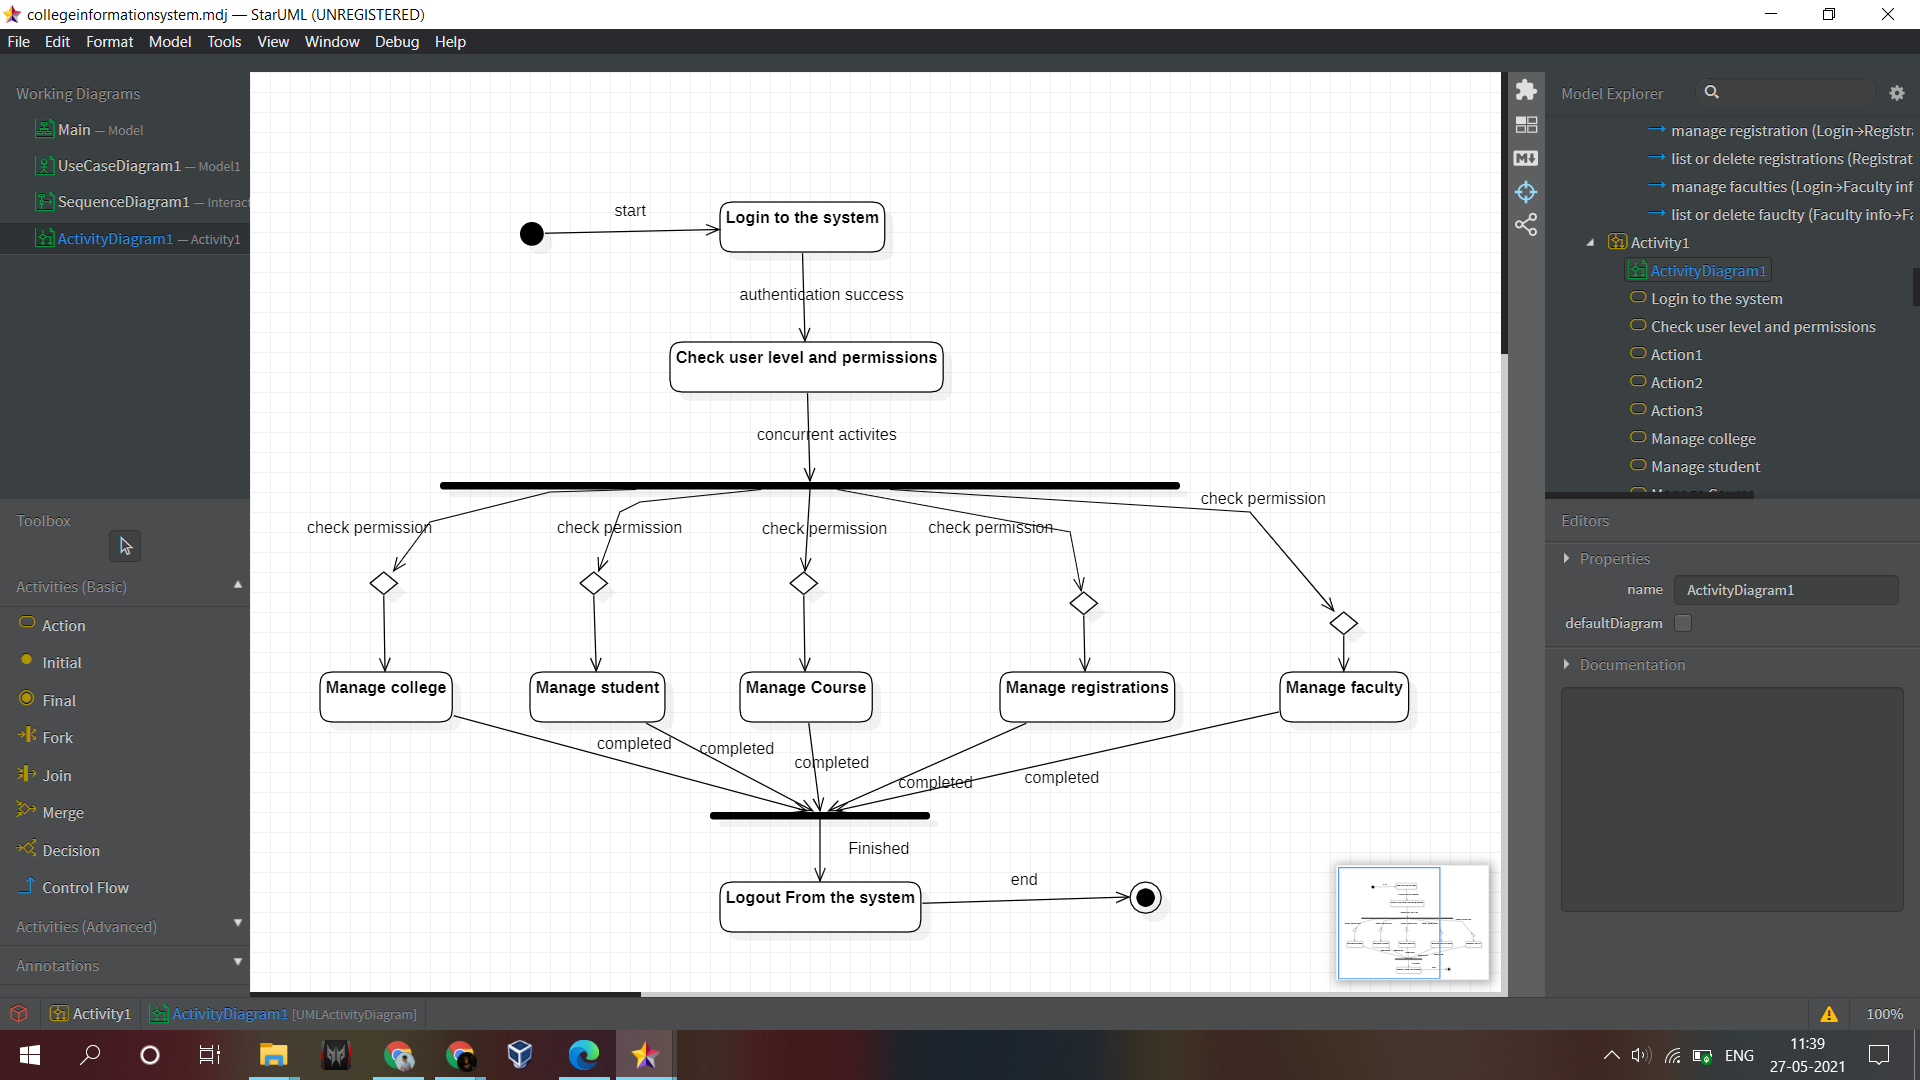 collegeinformationsystem.mdj — StarUML (UNREGISTERED)
File Edit Format Model Tools View Window Debug Help
Working Diagrams
Main — Model
UseCaseDiagram1 — Model1
SequenceDiagram1 — Interac
ActivityDiagram1 — Activity1
Toolbox
Activities (Basic)
Action
Initial
Final
Fork
Join
Merge
Decision
Control Flow
Activities (Advanced)
Annotations
start
Login to the system
authentication success
Check user level and permissions
concurrent activites
check permission
check permission
check permission
check permission
check permission
Manage college
Manage student
Manage Course
Manage registrations
Manage faculty
completed
completed
completed
completed
completed
Finished
Logout From the system
end
Model Explorer
manage registration (Login→Registr
list or delete registrations (Registrat
manage faculties (Login→Faculty inf
list or delete fauclty (Faculty info→Fa
Activity1
ActivityDiagram1
Login to the system
Check user level and permissions
Action1
Action2
Action3
Manage college
Manage student
Editors
Properties
name ActivityDiagram1
defaultDiagram
Documentation
Activity1 ActivityDiagram1 [UMLActivityDiagram]
100%
ENG
11:39
27-05-2021